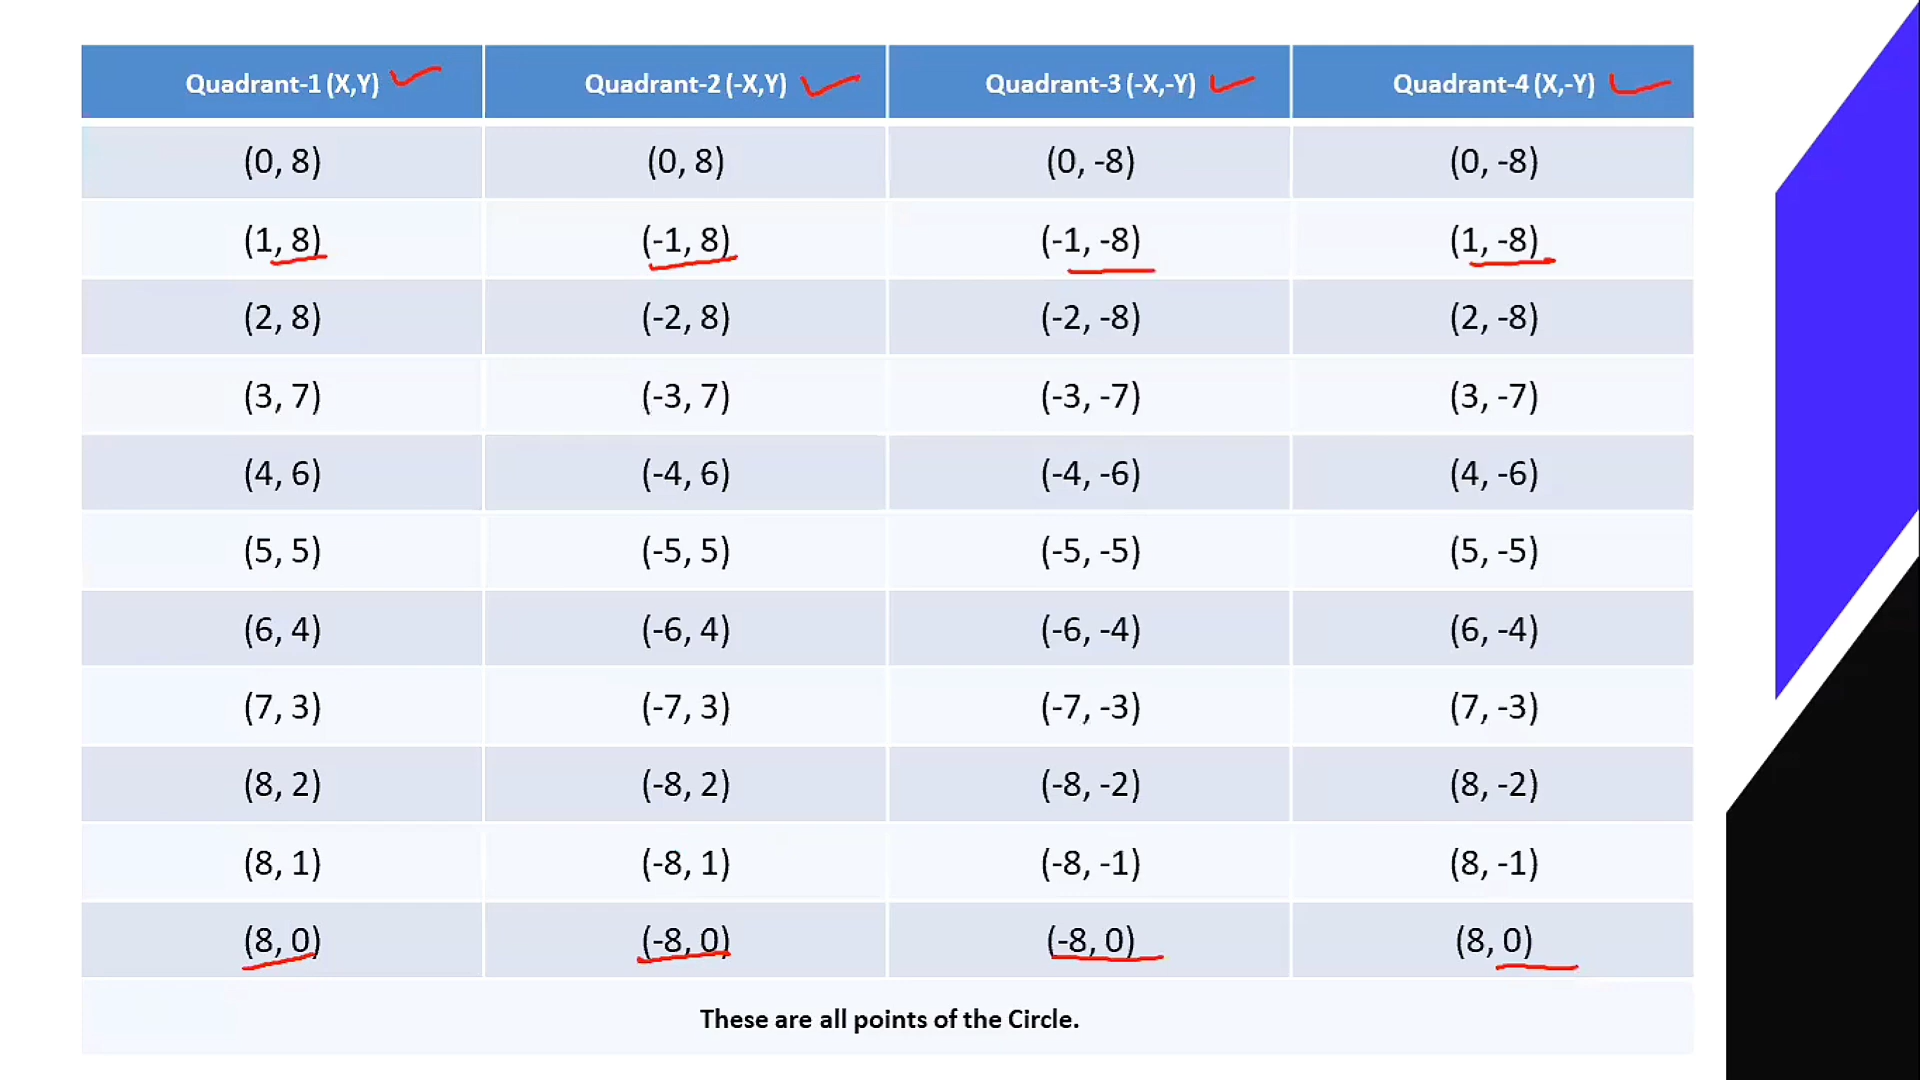 Quadrant-1 (X,Y) Quadrant-2 (-X,Y) Quadrant-3 (-X,-Y) Quadrant-4 (X,-Y)
(0, 8) (0, 8) (0, -8) (0, -8)
(1, 8) (-1, 8) (-1, -8) (1, -8)
(2, 8) (-2, 8) (-2, -8) (2, -8)
(3, 7) (-3, 7) (-3, -7) (3, -7)
(4, 6) (-4, 6) (-4, -6) (4, -6)
(5, 5) (-5, 5) (-5, -5) (5, -5)
(6, 4) (-6, 4) (-6, -4) (6, -4)
(7, 3) (-7, 3) (-7, -3) (7, -3)
(8, 2) (-8, 2) (-8, -2) (8, -2)
(8, 1) (-8, 1) (-8, -1) (8, -1)
(8, 0) (-8, 0) (-8, 0) (8, 0)
These are all points of the Circle.